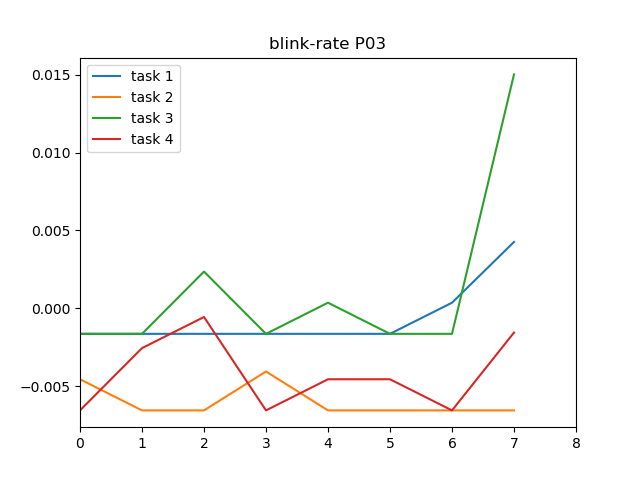 blink-rate P03
0.015
0.010
0.005
0.000
−0.005
task 1
task 2
task 3
task 4
0 1 2 3 4 5 6 7 8